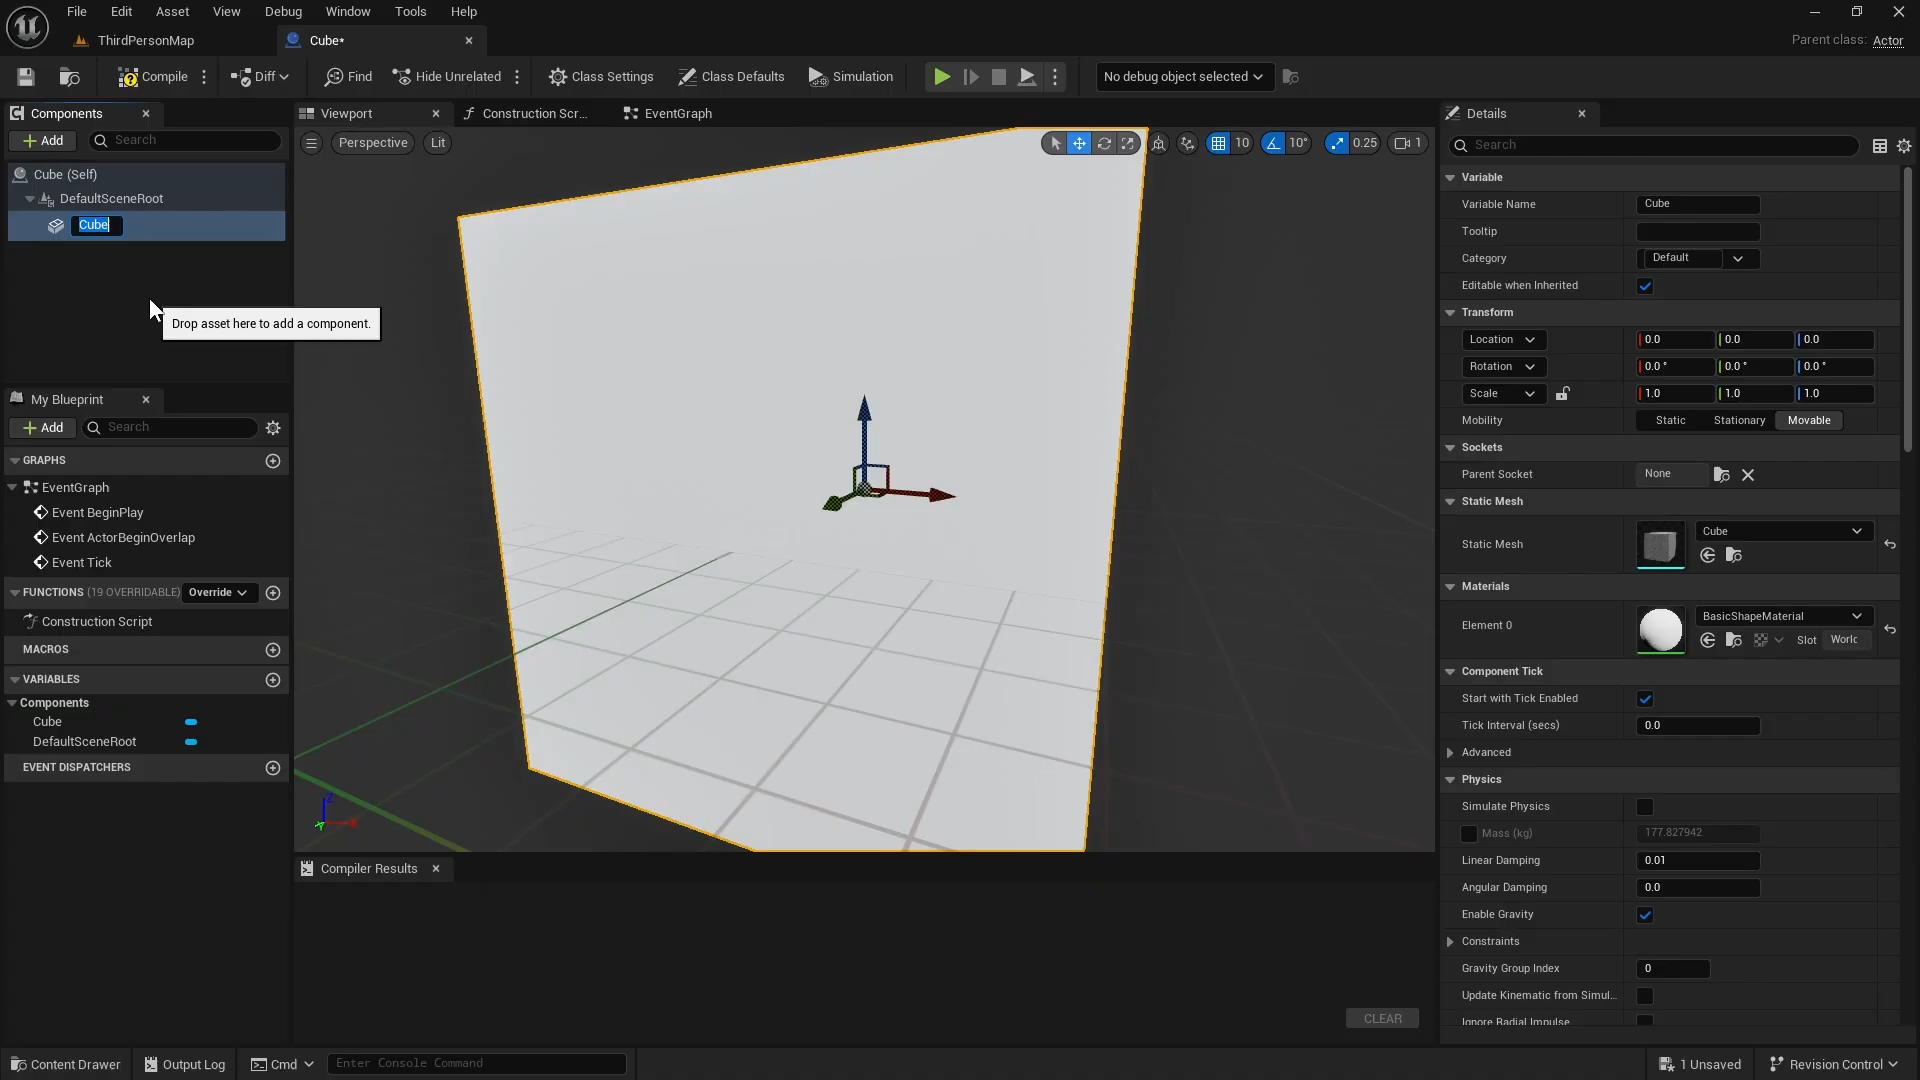 File Edit Asset View Debug Window Tools Help
ThirdPersonMap
Cube*
Parent class: Actor
Compile
Diff
Find
Hide Unrelated
Class Settings
Class Defaults
Simulation
No debug object selected
Components
Add
Search
Cube (Self)
DefaultSceneRoot
Cube
Drop asset here to add a component.
My Blueprint
Add
Search
GRAPHS
EventGraph
Event BeginPlay
Event ActorBeginOverlap
Event Tick
FUNCTIONS (19 OVERRIDABLE) Override
Construction Script
MACROS
VARIABLES
Components
Cube
DefaultSceneRoot
EVENT DISPATCHERS
Viewport
Construction Scr...
EventGraph
Perspective
Lit
10
10°
0.25
1
Z
X
Y
Compiler Results
CLEAR
Details
Search
Variable
Variable Name Cube
Tooltip
Category Default
Editable when Inherited
Transform
Location 0.0 0.0 0.0
Rotation 0.0 ° 0.0 ° 0.0 °
Scale 1.0 1.0 1.0
Mobility Static Stationary Movable
Sockets
Parent Socket None
Static Mesh
Static Mesh Cube
Materials
Element 0 BasicShapeMaterial
Slot Worlc
Component Tick
Start with Tick Enabled
Tick Interval (secs) 0.0
Advanced
Physics
Simulate Physics
Mass (kg) 177.827942
Linear Damping 0.01
Angular Damping 0.0
Enable Gravity
Constraints
Gravity Group Index 0
Update Kinematic from Simul...
Ignore Radial Impulse
Content Drawer
Output Log
Cmd
Enter Console Command
1 Unsaved
Revision Control